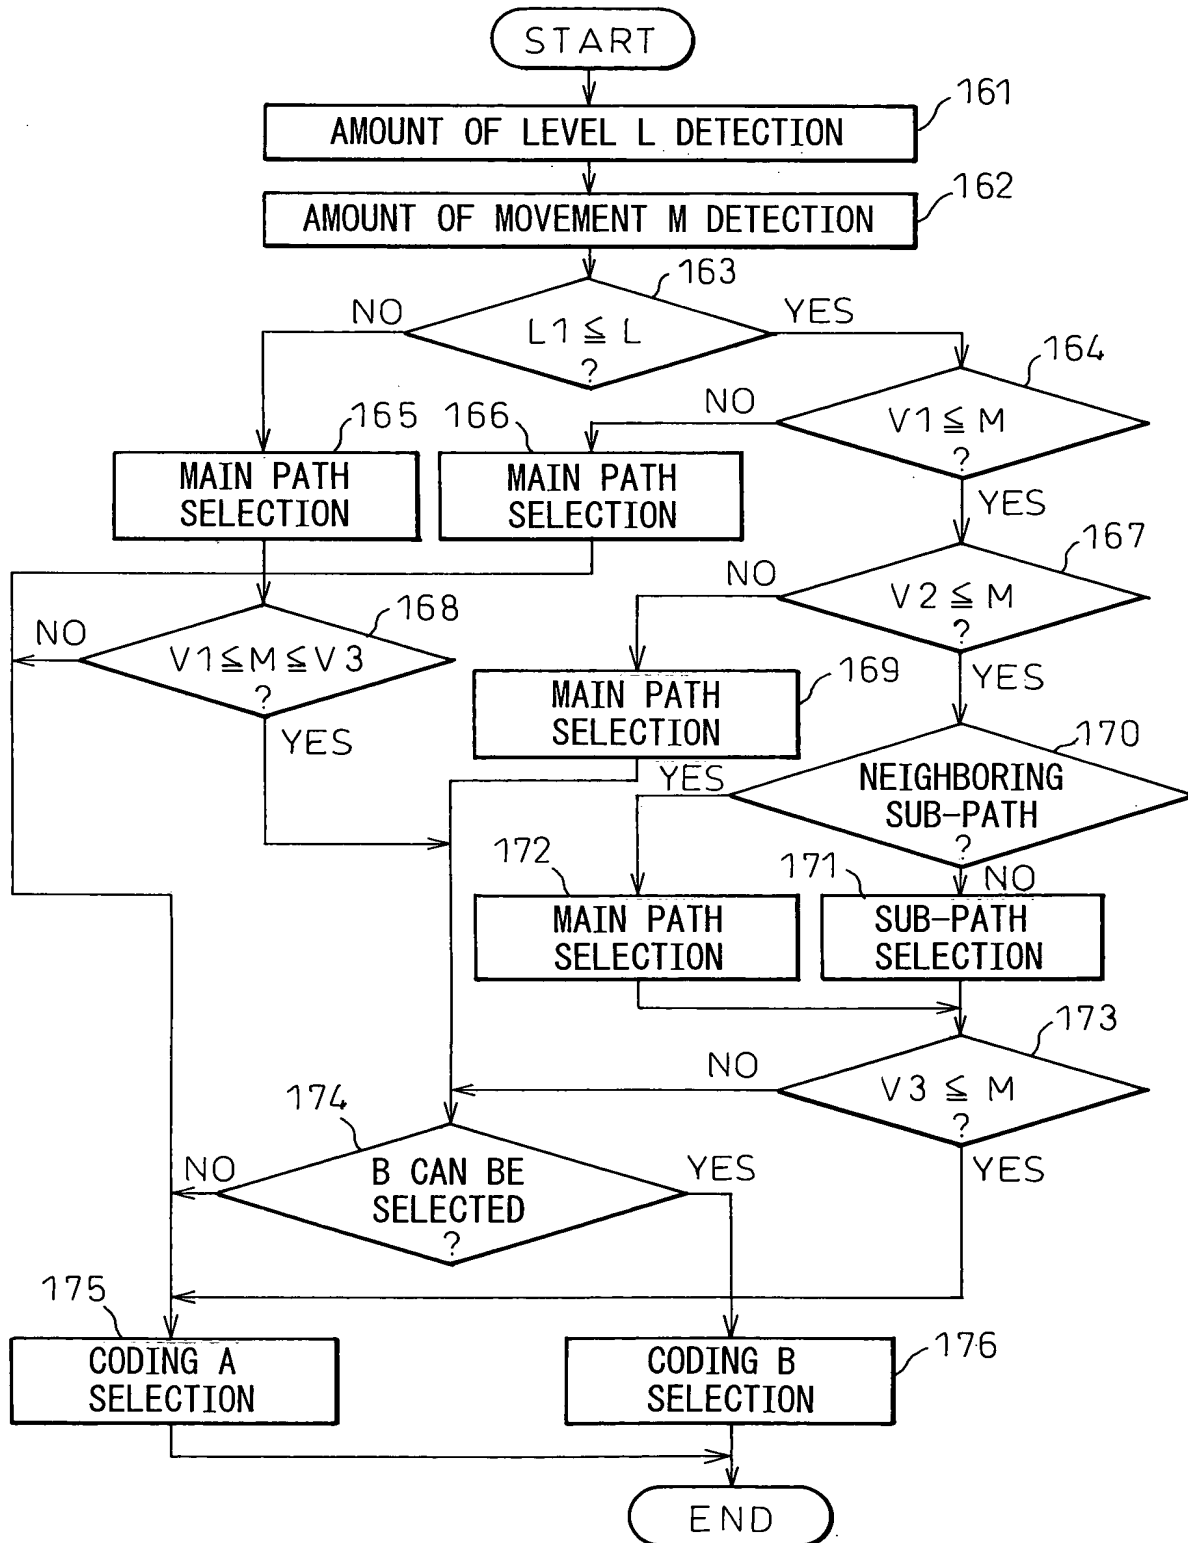 START
161
AMOUNT OF LEVEL L DETECTION
162
AMOUNT OF MOVEMENT M DETECTION
163
NO
YES
L1 ≦ L
?
164
NO
V1 ≦ M
?
165
166
MAIN PATH
SELECTION
MAIN PATH
SELECTION
YES
167
NO
V2 ≦ M
?
168
NO
V1≦M≦V3
?
YES
169
MAIN PATH
SELECTION
YES
170
YES
NEIGHBORING
SUB-PATH
?
172
171
NO
MAIN PATH
SELECTION
SUB-PATH
SELECTION
173
NO
V3 ≦ M
?
174
NO
YES
YES
B CAN BE
SELECTED
?
175
CODING A
SELECTION
176
CODING B
SELECTION
END